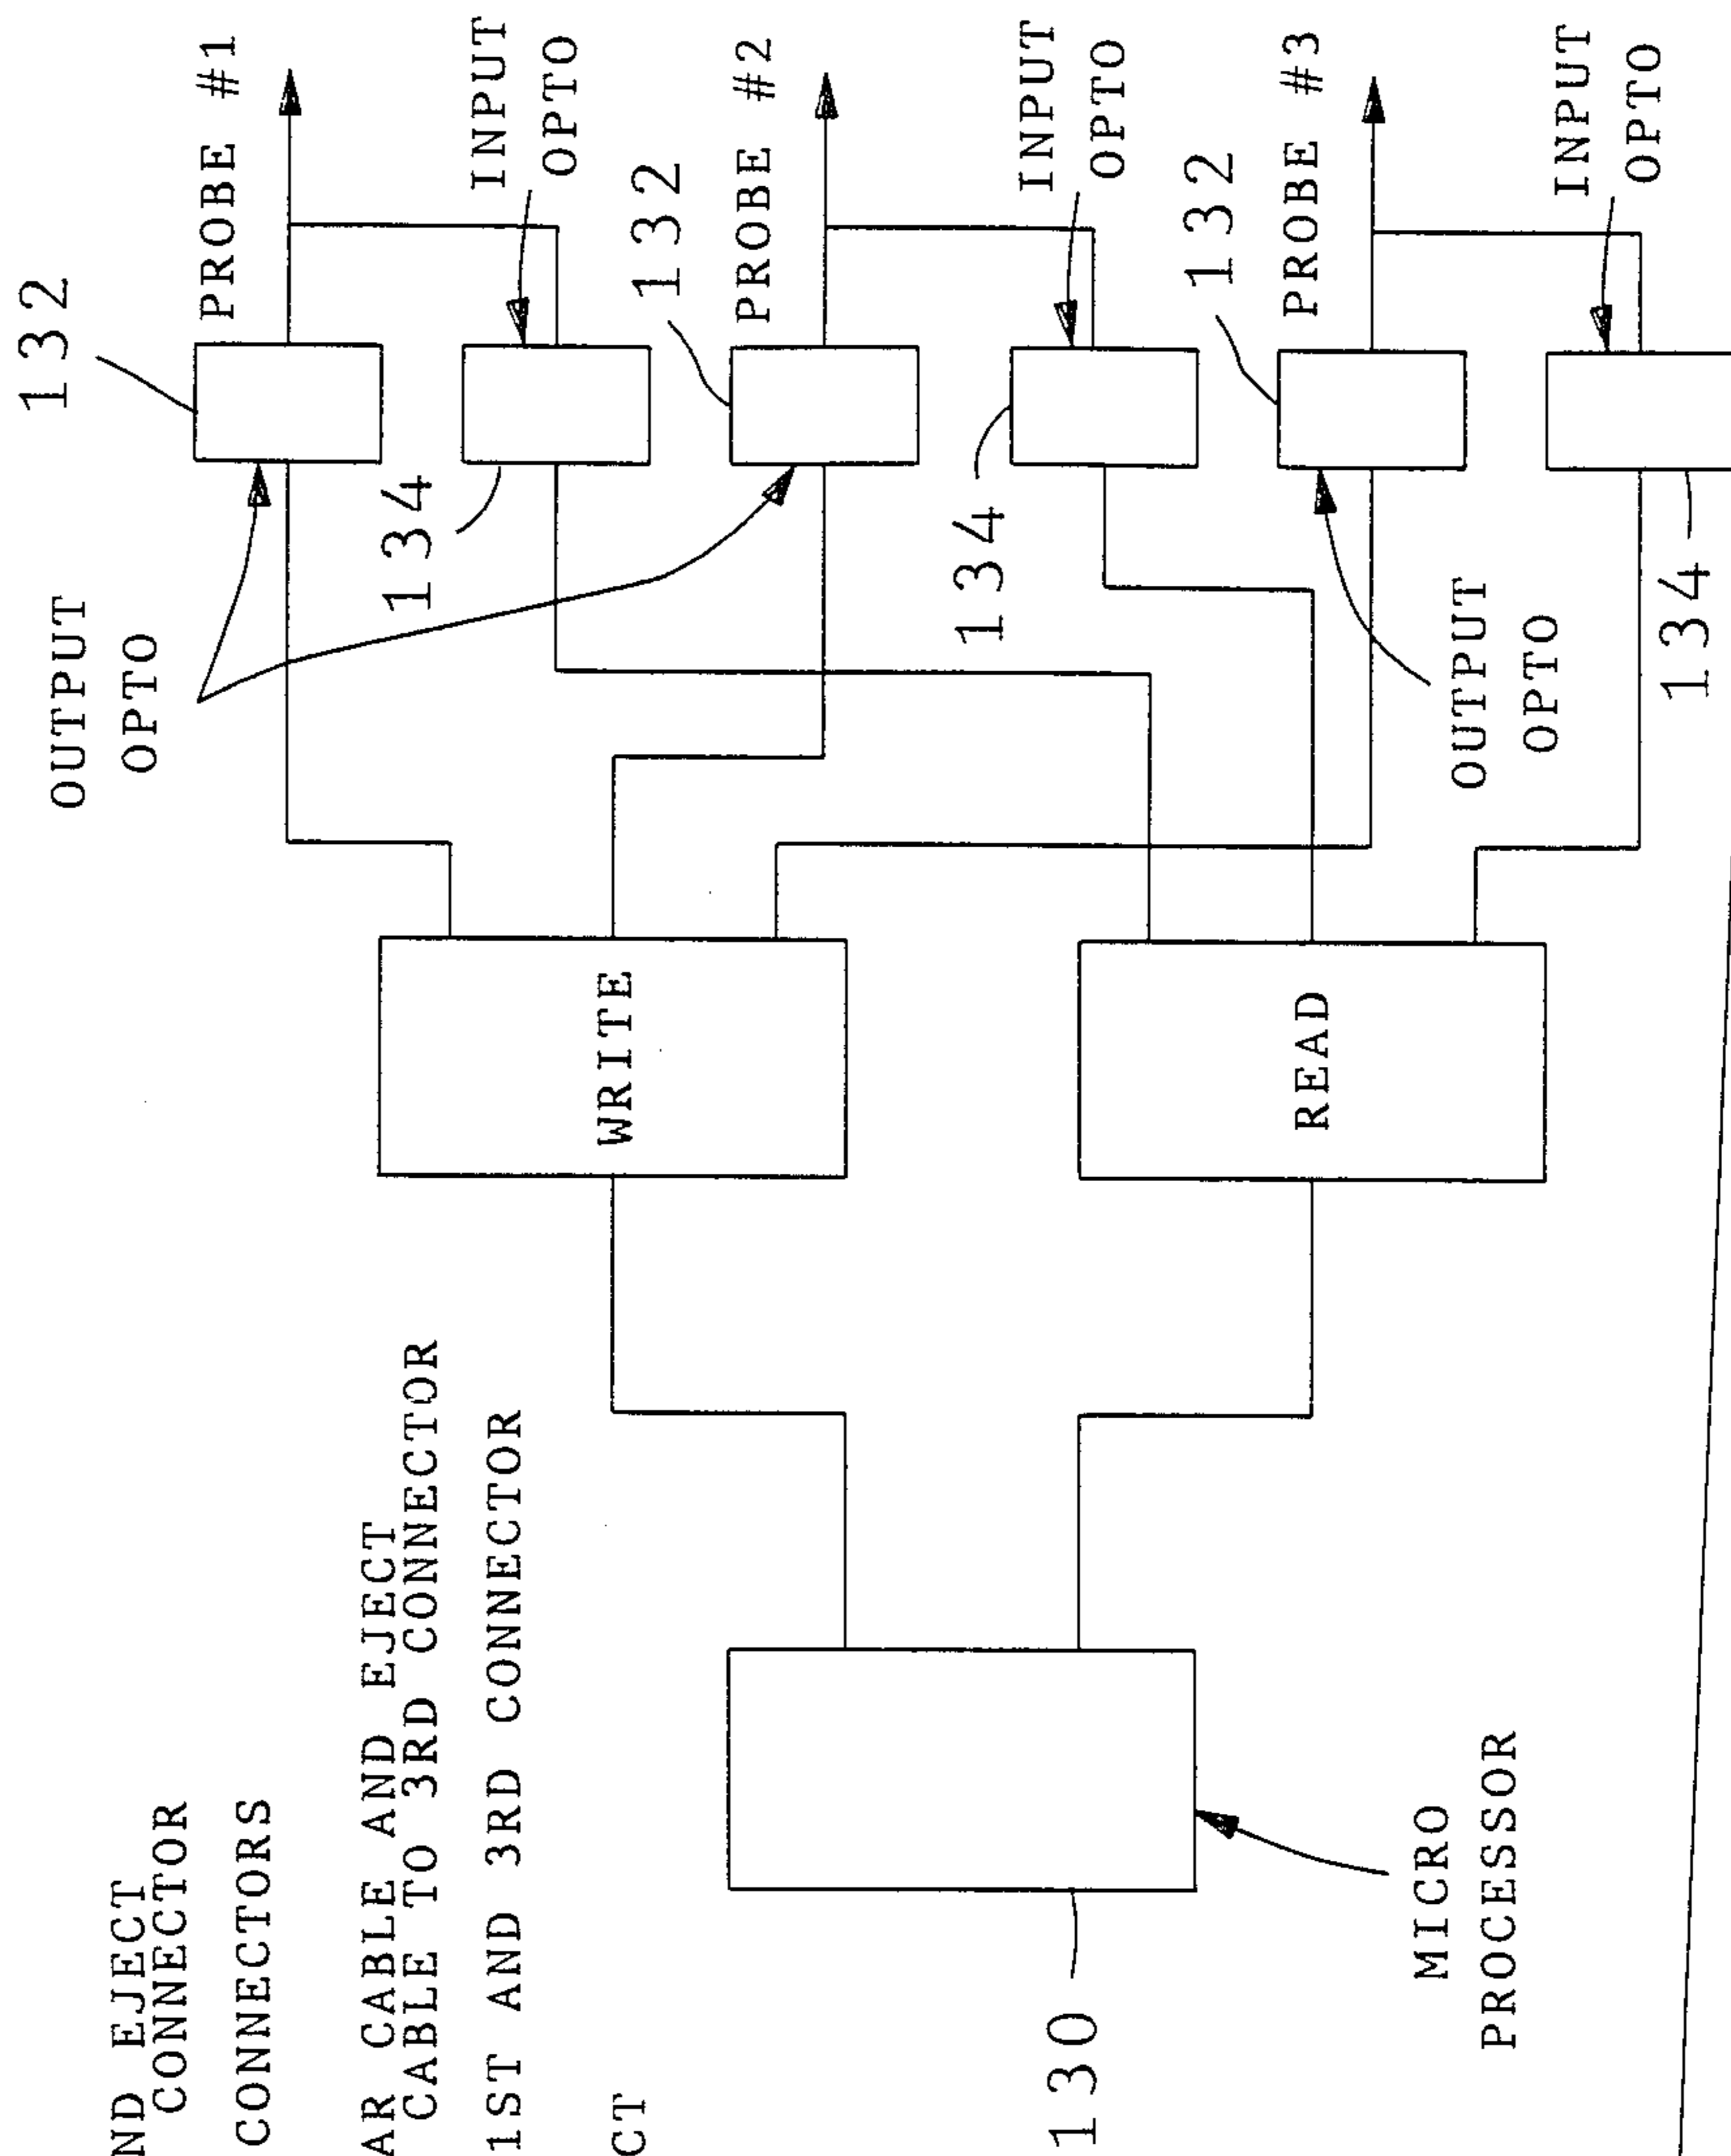 ND EJECT
CONNECTOR
CONNECTORS
AR CABLE AND EJECT
CABLE TO 3RD CONNECTOR
1ST AND 3RD CONNECTOR
CT
130
MICRO
PROCESSOR
WRITE
READ
OUTPUT
OPTO
OUTPUT
OPTO
132
134
132
134
132
134
PROBE #1
INPUT
OPTO
PROBE #2
INPUT
OPTO
PROBE #3
INPUT
OPTO